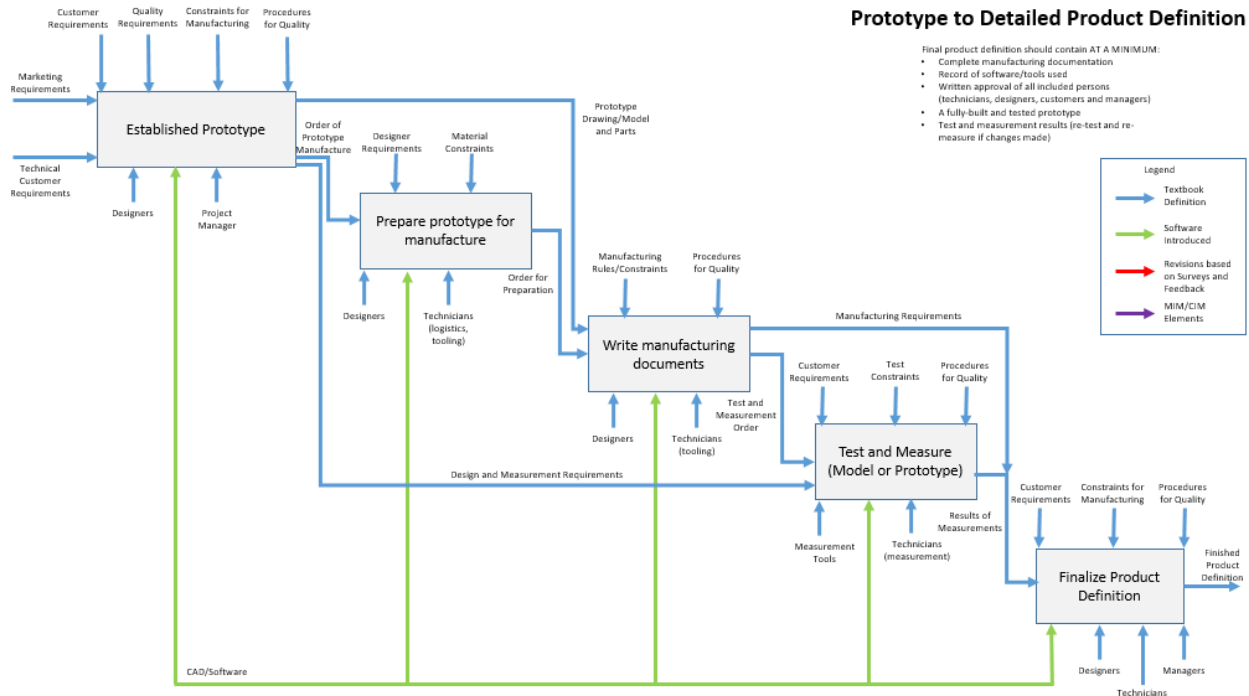 Prototype to Detailed Product Definition
Final product definition should contain AT A MINIMUM:
• Complete manufacturing documentation
• Record of software/tools used
• Written approval of all included persons
(technicians, designers, customers and managers)
• A fully-built and tested prototype
• Test and measurement results (re-test and re-
measure if changes made)
Legend
Textbook
Definition
Software
Introduced
Revisions based
on Surveys and
Feedback
MIM/CIM
Elements
Customer
Requirements
Quality
Requirements
Constraints for
Manufacturing
Procedures
for Quality
Marketing
Requirements
Established Prototype
Technical
Customer
Requirements
Designers
Project
Manager
Order of
Prototype
Manufacture
Prototype
Drawing/Model
and Parts
Designer
Requirements
Material
Constraints
Prepare prototype for
manufacture
Designers
Technicians
(logistics,
tooling)
Order for
Preparation
Manufacturing
Rules/Constraints
Procedures
for Quality
Write manufacturing
documents
Designers
Technicians
(tooling)
Test and
Measurement
Order
Manufacturing Requirements
Customer
Requirements
Test
Constraints
Procedures
for Quality
Test and Measure
(Model or Prototype)
Design and Measurement Requirements
Measurement
Tools
Technicians
(measurement)
Results of
Measurements
Customer
Requirements
Constraints for
Manufacturing
Procedures
for Quality
Finalize Product
Definition
Finished
Product
Definition
Designers
Technicians
Managers
CAD/Software